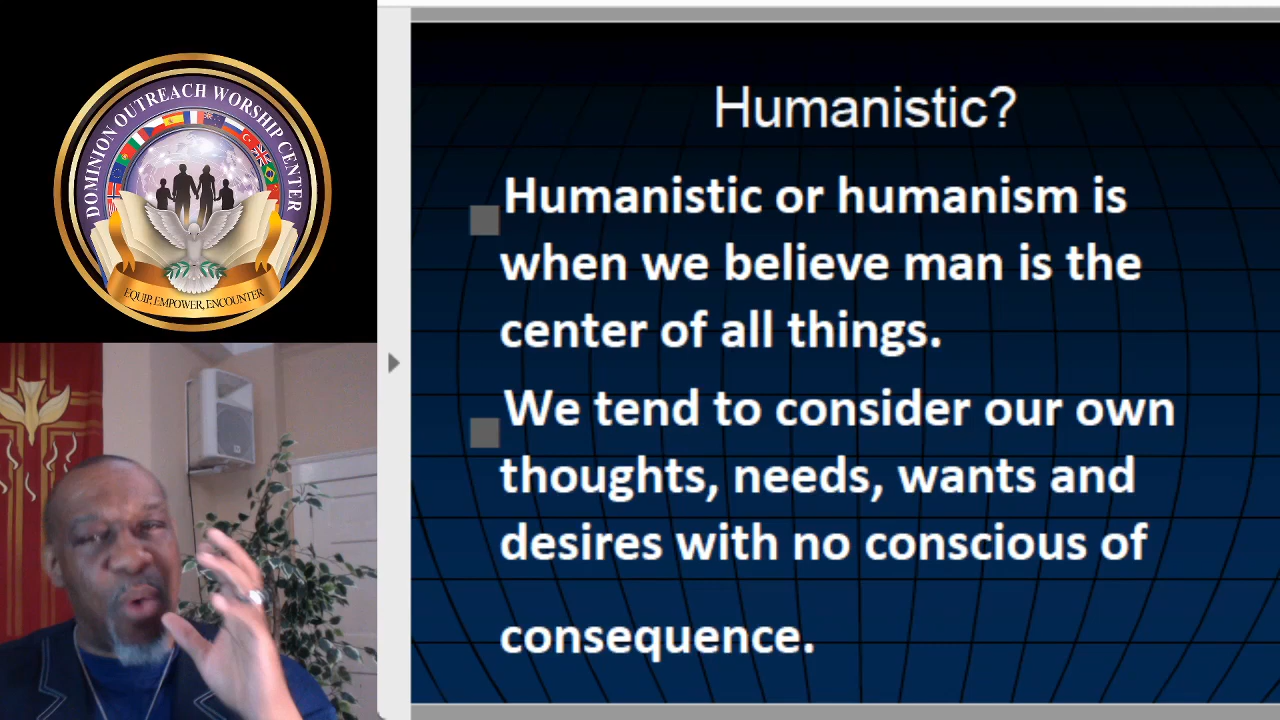 DOMINION OUTREACH WORSHIP CENTER
EQUIP, EMPOWER, ENCOUNTER
Humanistic?
Humanistic or humanism is
when we believe man is the
center of all things.
We tend to consider our own
thoughts, needs, wants and
desires with no conscious of
consequence.